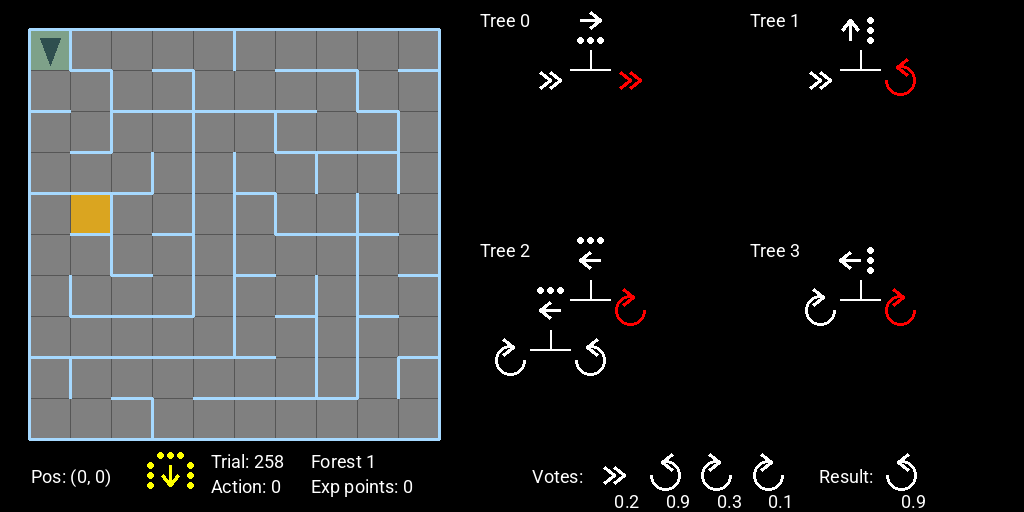 Tree 0
Tree 1
Tree 2
Tree 3
Pos: (0, 0)
Trial: 258
Forest 1
Action: 0
Exp points: 0
Votes:
0.2
0.9
0.3
0.1
Result:
0.9